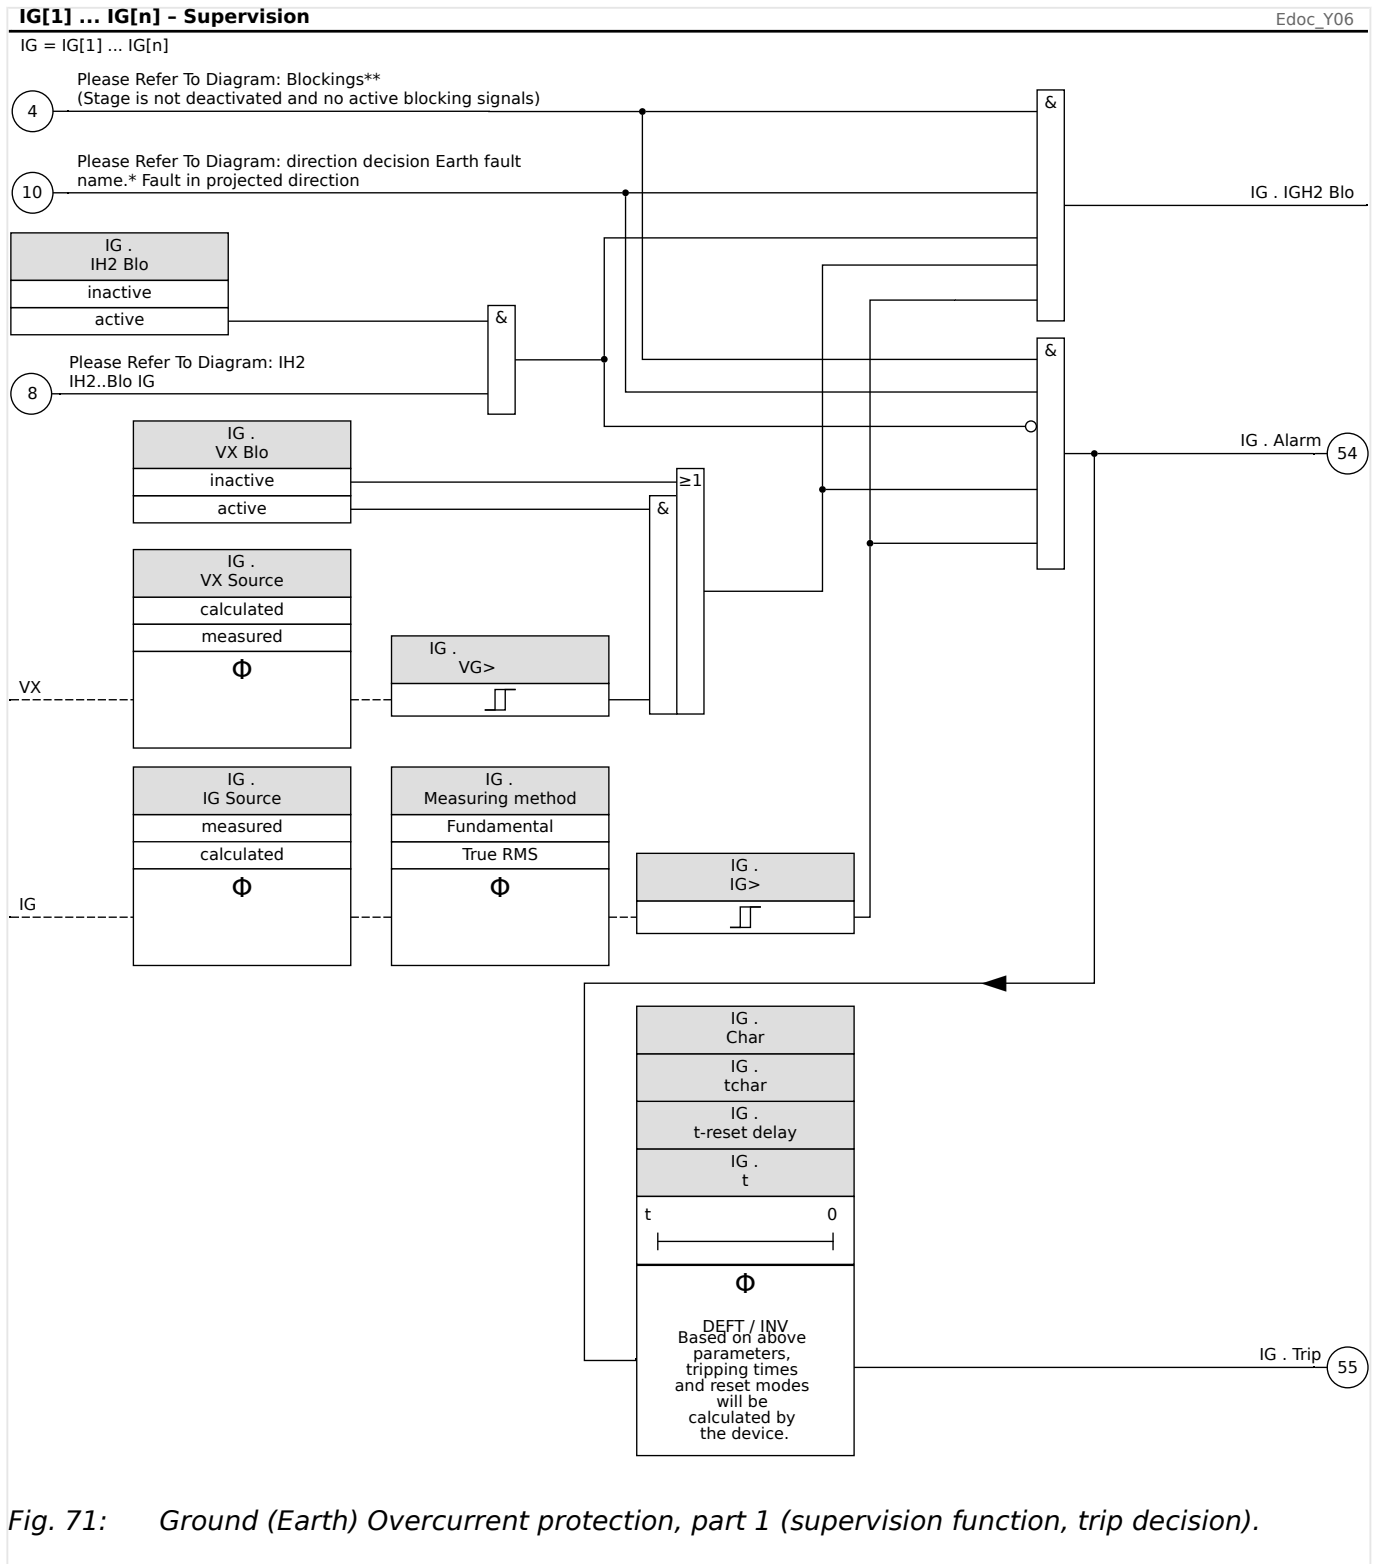 IG[1] ... IG[n] – Supervision
Edoc_Y06
IG = IG[1] ... IG[n]
Please Refer To Diagram: Blockings**
(Stage is not deactivated and no active blocking signals)
4
&
Please Refer To Diagram: direction decision Earth fault
name.* Fault in projected direction
10
IG . IGH2 Blo
IG .
IH2 Blo
inactive
active
&
&
Please Refer To Diagram: IH2
IH2..Blo IG
8
IG .
VX Blo
inactive
active
≥1
&
IG . Alarm
54
IG .
VX Source
calculated
measured
Φ
VX
IG .
VG>
IG .
IG Source
measured
calculated
Φ
IG
IG .
Measuring method
Fundamental
True RMS
Φ
IG .
IG>
IG .
Char
IG .
tchar
IG .
t-reset delay
IG .
t
t 0
Φ
DEFT / INV
Based on above
parameters,
tripping times
and reset modes
will be
calculated by
the device.
IG . Trip
55
Fig. 71: Ground (Earth) Overcurrent protection, part 1 (supervision function, trip decision).